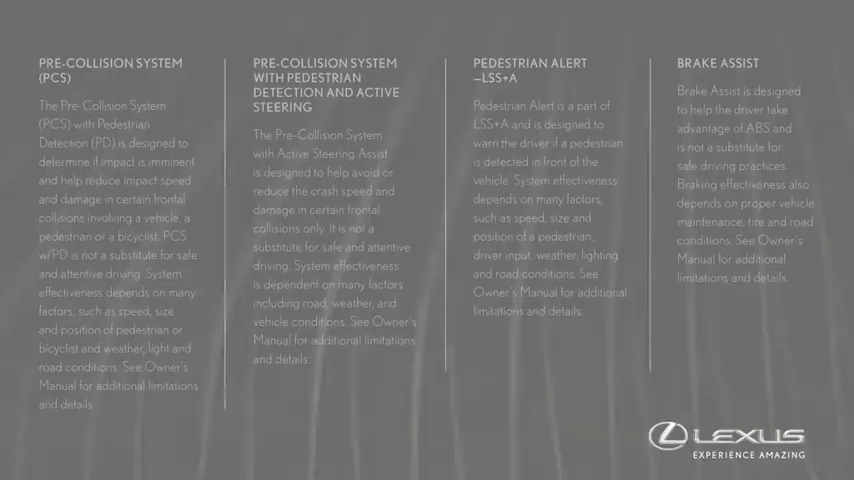 PRE-COLLISION SYSTEM
(PCS)
The Pre-Collision System
(PCS) with Pedestrian
Detection (PD) is designed to
determine if impact is imminent
and help reduce impact speed
and damage in certain frontal
collisions involving a vehicle, a
pedestrian or a bicyclist. PCS
w/PD is not a substitute for safe
and attentive driving. System
effectiveness depends on many
factors, such as speed, size
and position of pedestrian or
bicyclist and weather, light and
road conditions. See Owner's
Manual for additional limitations
and details.
PRE-COLLISION SYSTEM
WITH PEDESTRIAN
DETECTION AND ACTIVE
STEERING
The Pre-Collision System
with Active Steering Assist
is designed to help avoid or
reduce the crash speed and
damage in certain frontal
collisions only. It is not a
substitute for safe and attentive
driving. System effectiveness
is dependent on many factors
including road, weather, and
vehicle conditions. See Owner's
Manual for additional limitations
and details.
PEDESTRIAN ALERT
–LSS+A
Pedestrian Alert is a part of
LSS+A and is designed to
warn the driver if a pedestrian
is detected in front of the
vehicle. System effectiveness
depends on many factors,
such as speed, size and
position of a pedestrian,
driver input, weather, lighting
and road conditions. See
Owner's Manual for additional
limitations and details.
BRAKE ASSIST
Brake Assist is designed
to help the driver take
advantage of ABS and
is not a substitute for
safe driving practices.
Braking effectiveness also
depends on proper vehicle
maintenance, tire and road
conditions. See Owner's
Manual for additional
limitations and details.
LEXUS
EXPERIENCE AMAZING